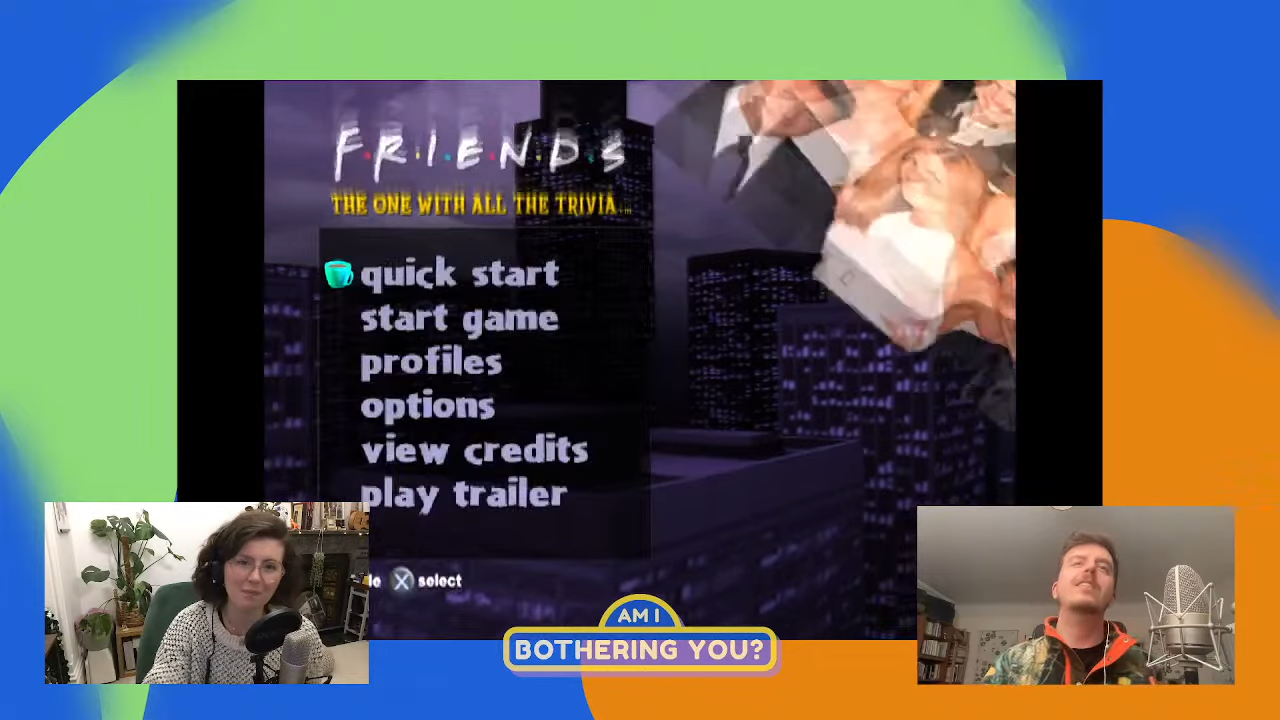 F·R·I·E·N·D·S
THE ONE WITH ALL THE TRIVIA...
quick start
start game
profiles
options
view credits
play trailer
select
AM I
BOTHERING YOU?